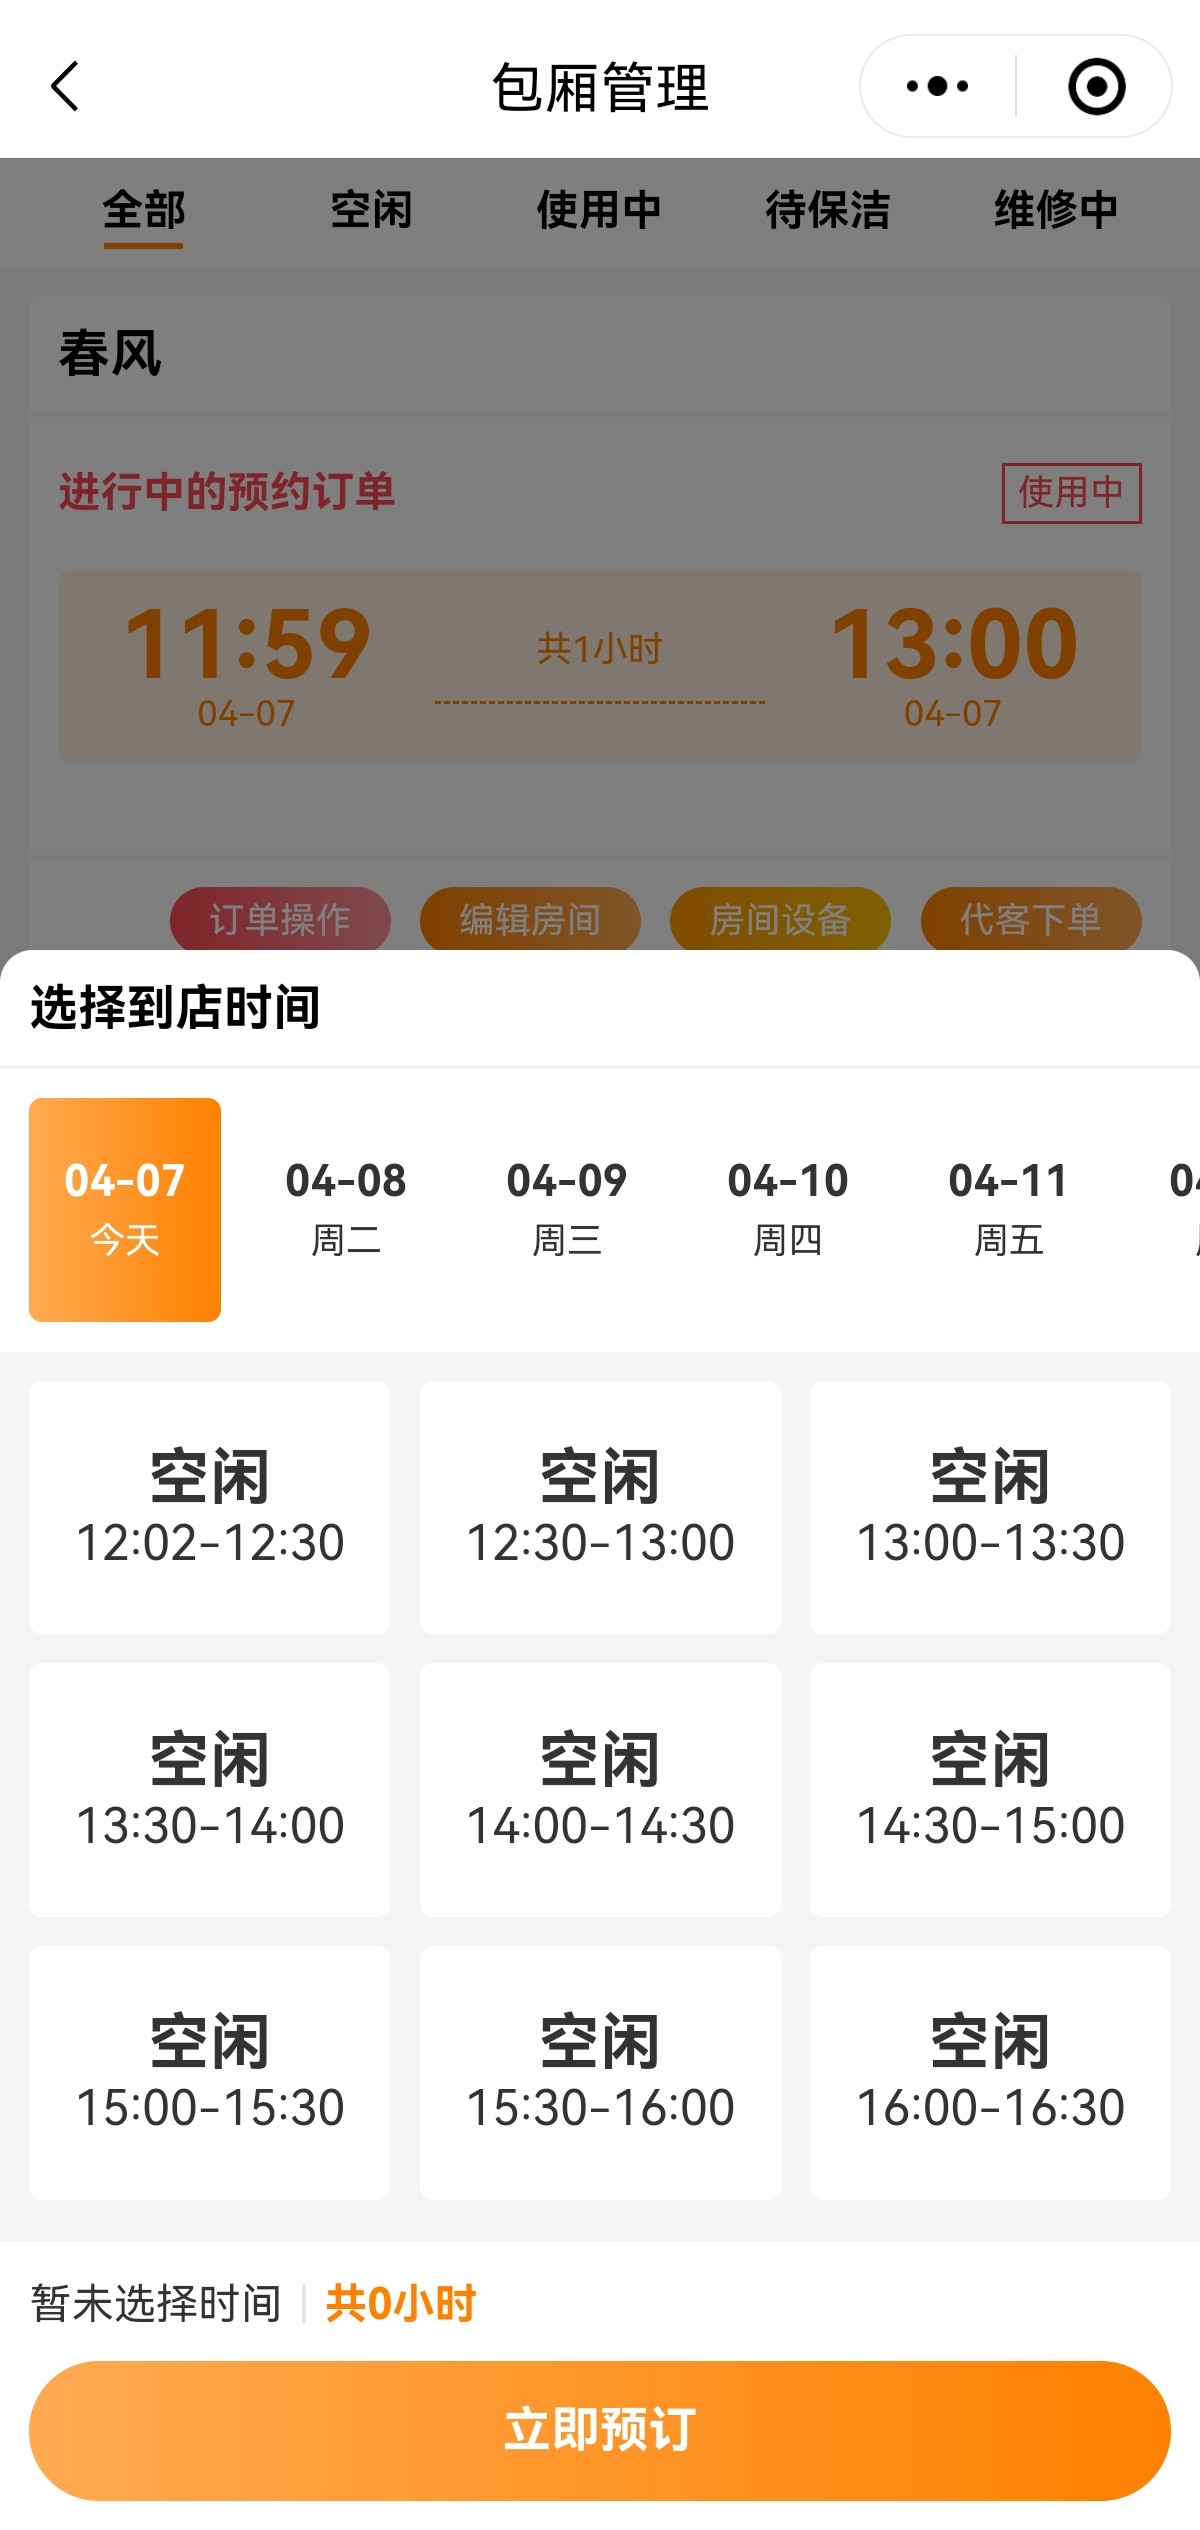 包厢管理
全部 空闲 使用中 待保洁 维修中
春风
进行中的预约订单 使用中
11:59 共1小时 13:00
04-07 04-07
订单操作 编辑房间 房间设备 代客下单
选择到店时间
04-07 04-08 04-09 04-10 04-11
今天 周二 周三 周四 周五
空闲 空闲 空闲
12:02-12:30 12:30-13:00 13:00-13:30
空闲 空闲 空闲
13:30-14:00 14:00-14:30 14:30-15:00
空闲 空闲 空闲
15:00-15:30 15:30-16:00 16:00-16:30
暂未选择时间 共0小时
立即预订